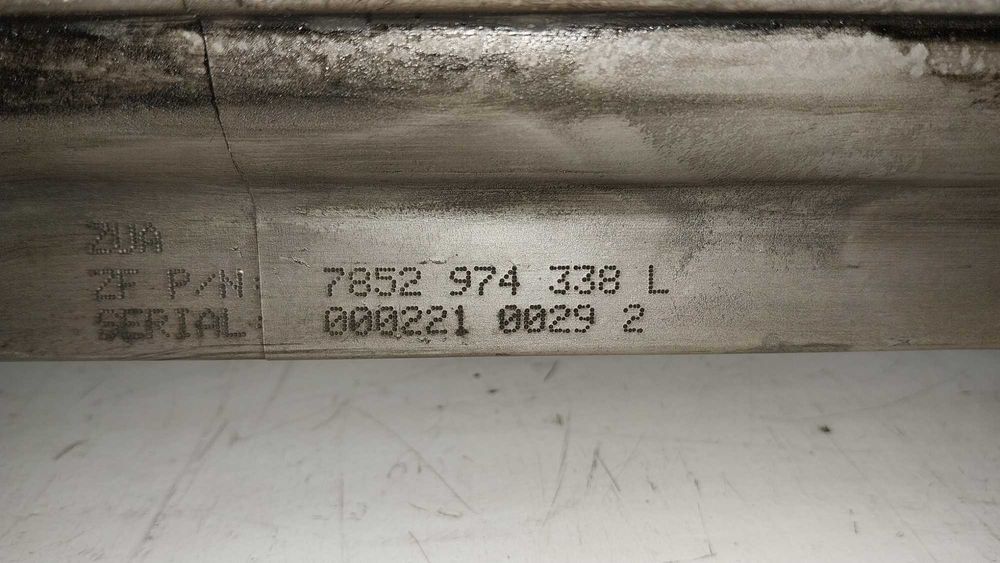 ZUA
ZF P/N: 7852 974 338 L
SERIAL: 000221 0029 2